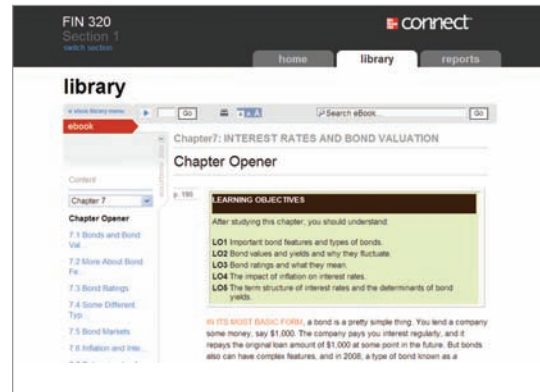 FIN 320
Section 1
switch section
connect
home library reports
library
show library menu
Go
A A A
Search eBook...
Go
ebook
Chapter7: INTEREST RATES AND BOND VALUATION
Chapter Opener
Content
Chapter 7
p. 190
Chapter Opener
7.1 Bonds and Bond Val...
7.2 More About Bond Fe...
7.3 Bond Ratings
7.4 Some Different Typ...
7.5 Bond Markets
7.6 Inflation and Inte...
LEARNING OBJECTIVES
After studying this chapter, you should understand:
LO1 Important bond features and types of bonds.
LO2 Bond values and yields and why they fluctuate.
LO3 Bond ratings and what they mean.
LO4 The impact of inflation on interest rates.
LO5 The term structure of interest rates and the determinants of bond
yields.
IN ITS MOST BASIC FORM, a bond is a pretty simple thing. You lend a company
some money, say $1,000. The company pays you interest regularly, and it
repays the original loan amount of $1,000 at some point in the future. But bonds
also can have complex features, and in 2008, a type of bond known as a